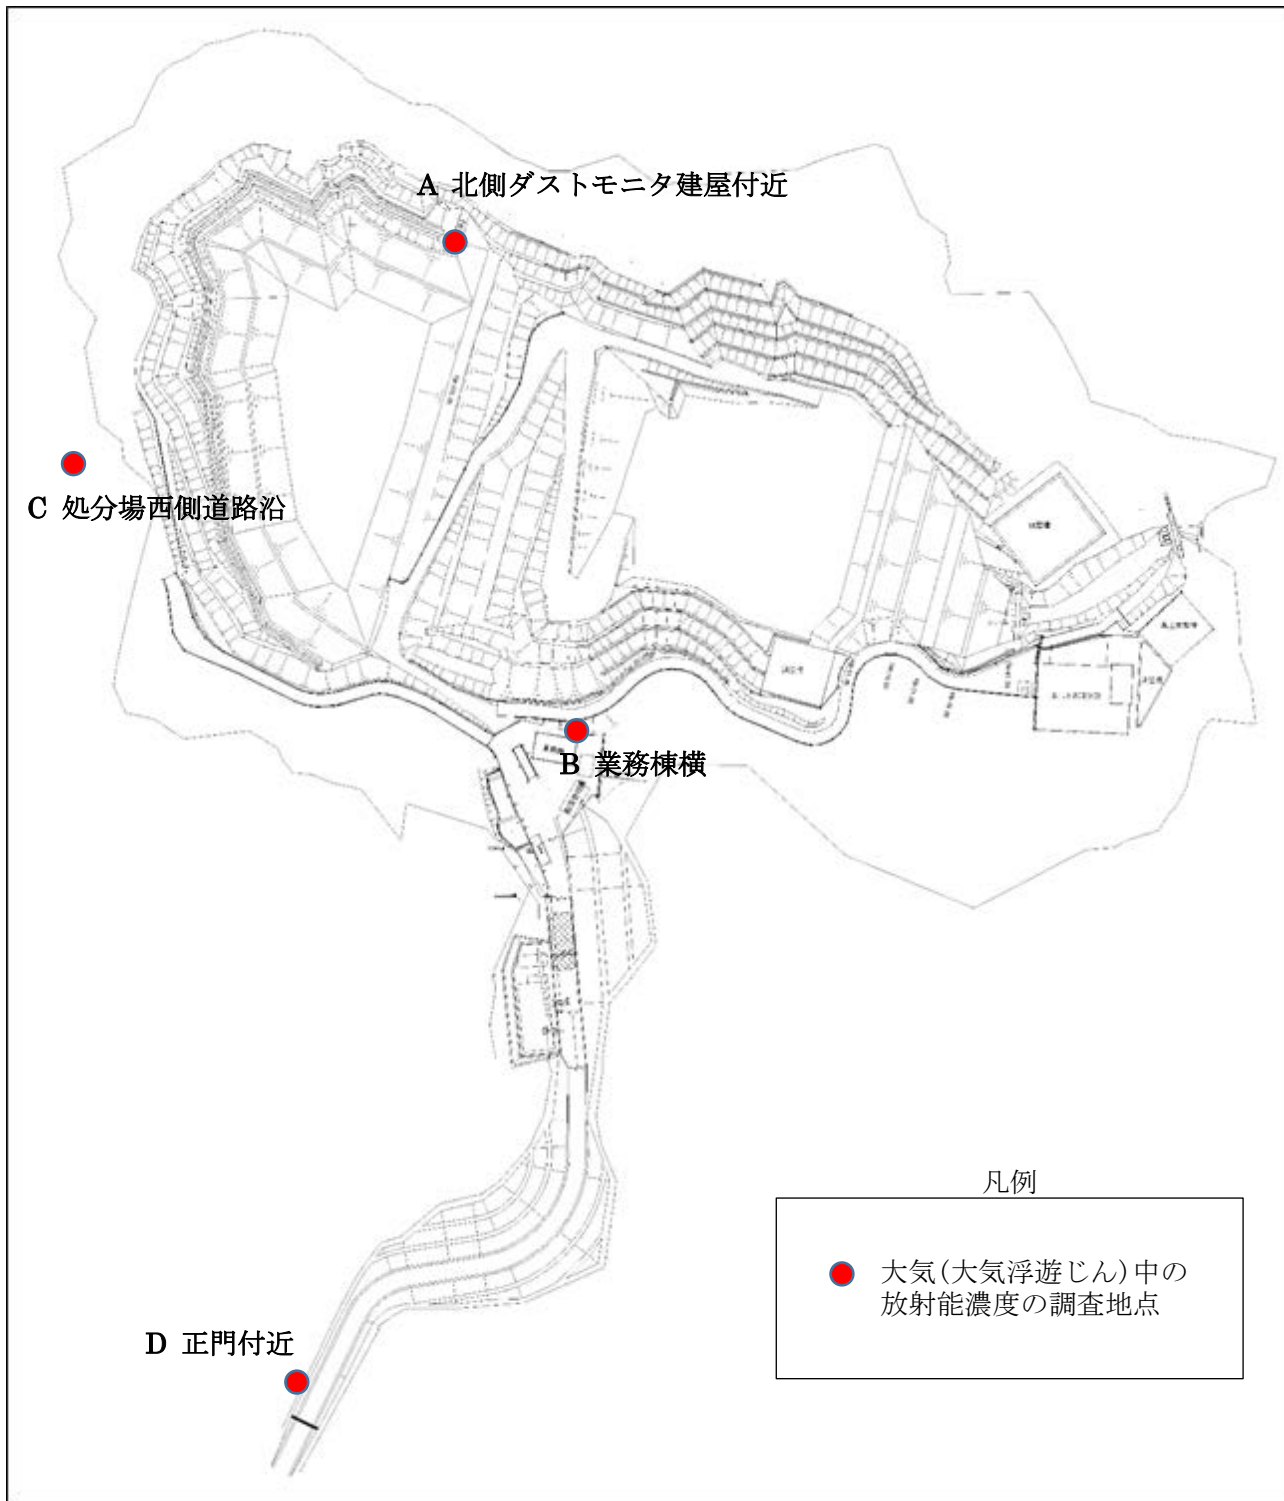 A 北側ダストモニタ建屋付近
C 処分場西側道路沿
B 業務棟横
凡例
大気(大気浮遊じん)中の
放射能濃度の調査地点
D 正門付近